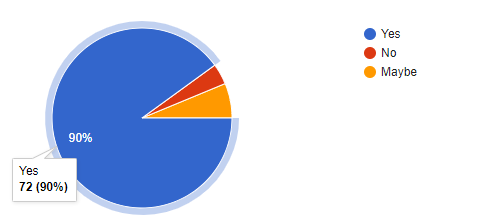 Yes
No
Maybe
90%
Yes
72 (90%)